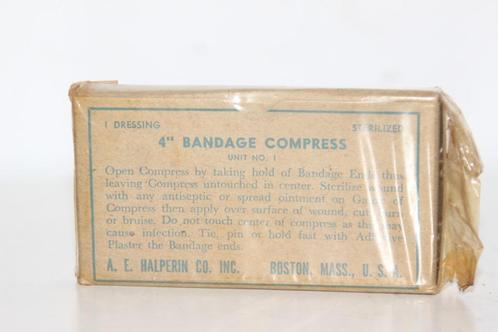 1 DRESSING STERILIZED
4" BANDAGE COMPRESS
UNIT NO. 1
Open Compress by taking hold of Bandage Ends thus
leaving Compress untouched in center. Sterilize wound
with any antiseptic or spread ointment on Gauze of
Compress then apply over surface of wound, cut, burn
or bruise. Do not touch center of compress as this may
cause infection. Tie, pin or hold fast with Adhesive
Plaster the Bandage ends.
A. E. HALPERIN CO. INC. BOSTON, MASS., U. S. A.